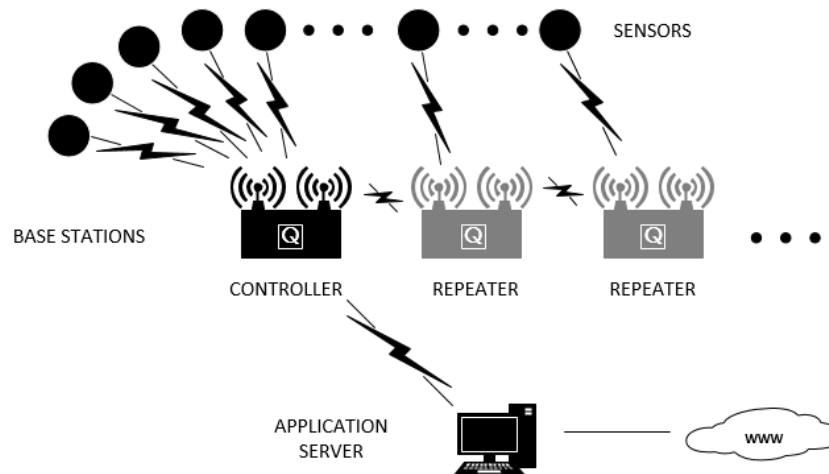 SENSORS
BASE STATIONS
Q
Q
Q
CONTROLLER
REPEATER
REPEATER
APPLICATION
SERVER
www